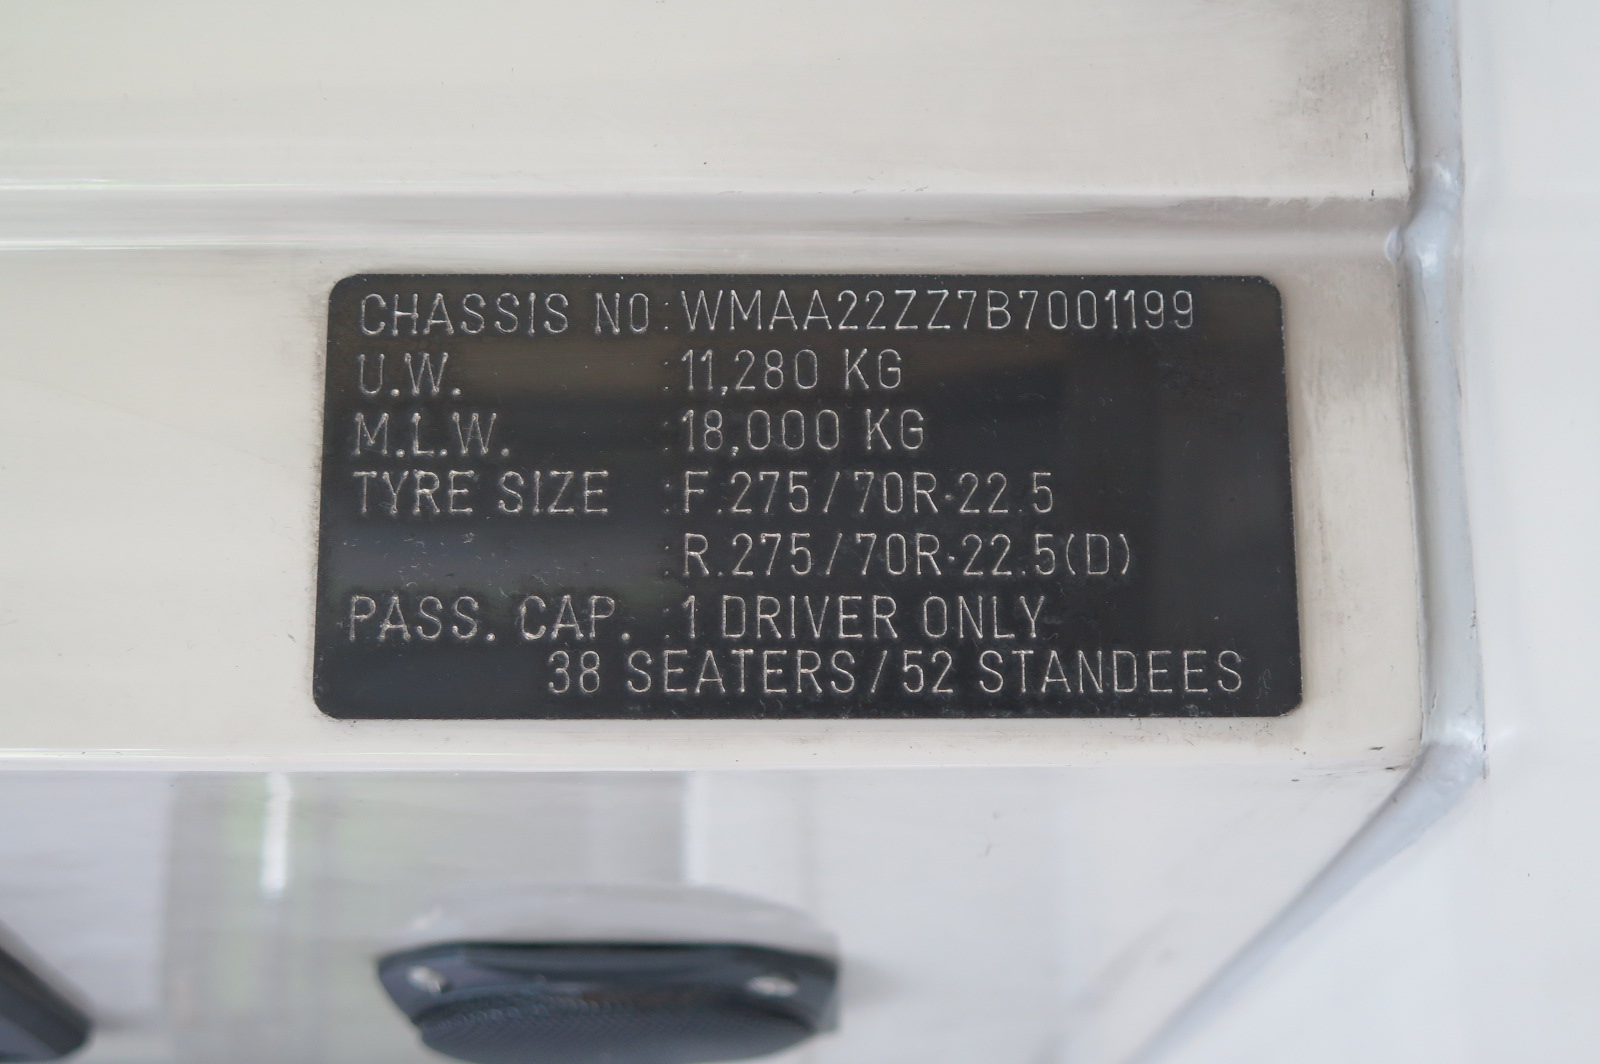 CHASSIS NO:WMAA22ZZ7B7001199
U.W. :11,280 KG
M.L.W. :18,000 KG
TYRE SIZE :F.275/70R·22.5
:R.275/70R·22.5(D)
PASS. CAP. :1 DRIVER ONLY
38 SEATERS/52 STANDEES